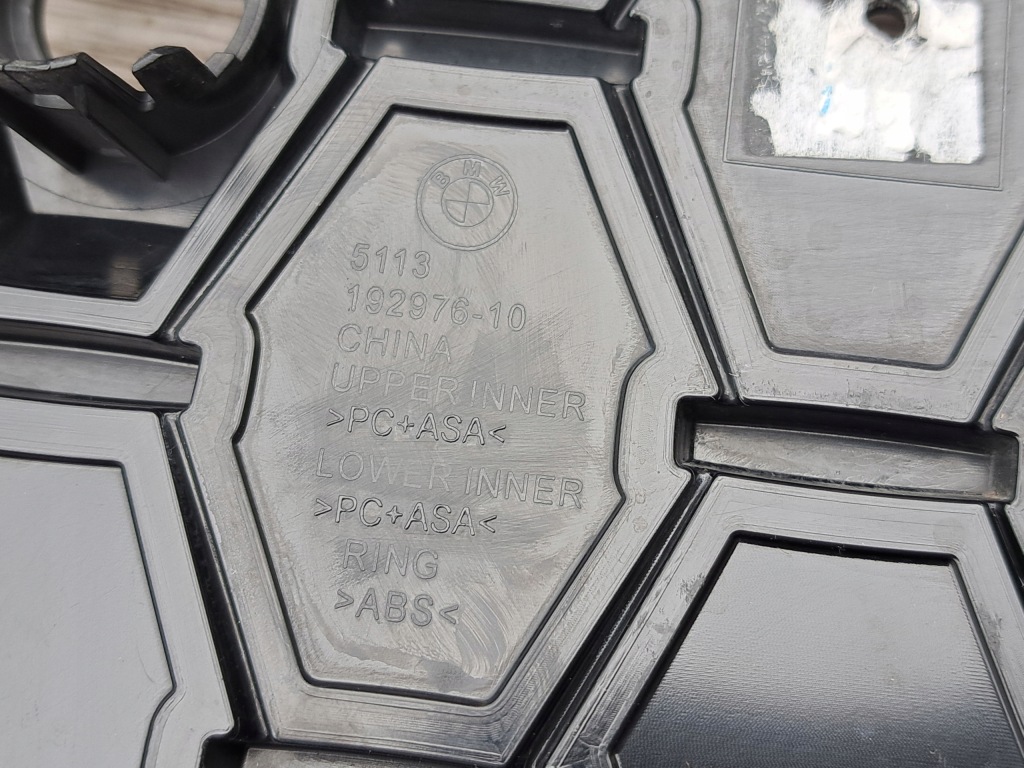 BMW
5113
192976-10
CHINA
UPPER INNER
>PC+ASA<
LOWER INNER
>PC+ASA<
RING
>ABS<